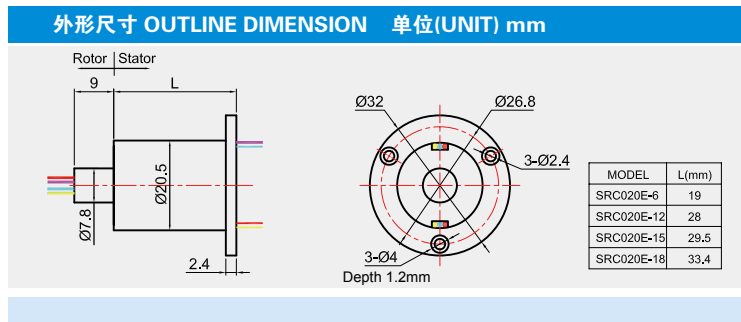 外形尺寸 OUTLINE DIMENSION 单位(UNIT) mm
Rotor Stator
9 L
Ø20.5
Ø7.8
2.4
Ø32 Ø26.8
3-Ø2.4
3-Ø4
Depth 1.2mm
MODEL L(mm)
SRC020E-6 19
SRC020E-12 28
SRC020E-15 29.5
SRC020E-18 33.4